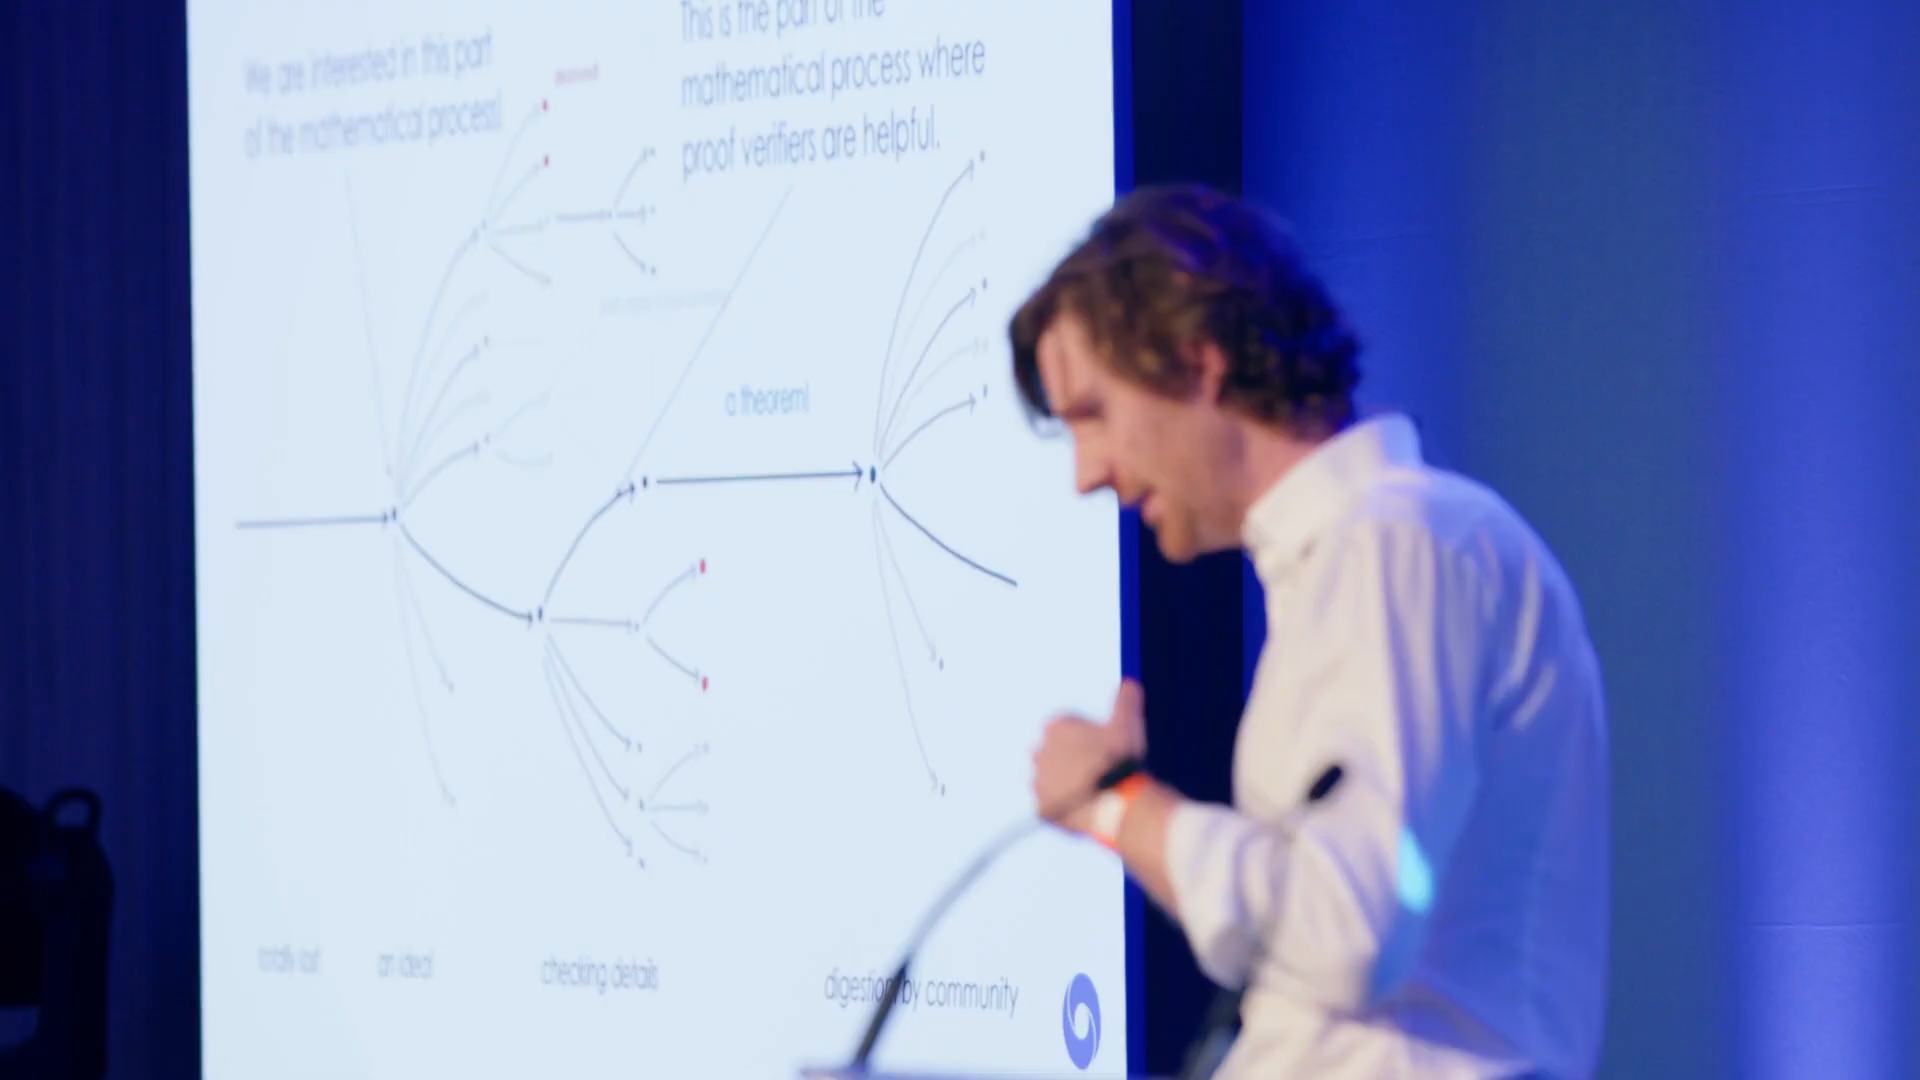 We are interested in this part
of the mathematical process!
This is the part of the
mathematical process where
proof verifiers are helpful.
a theorem!
totally lost
an idea!
checking details
digestion by community